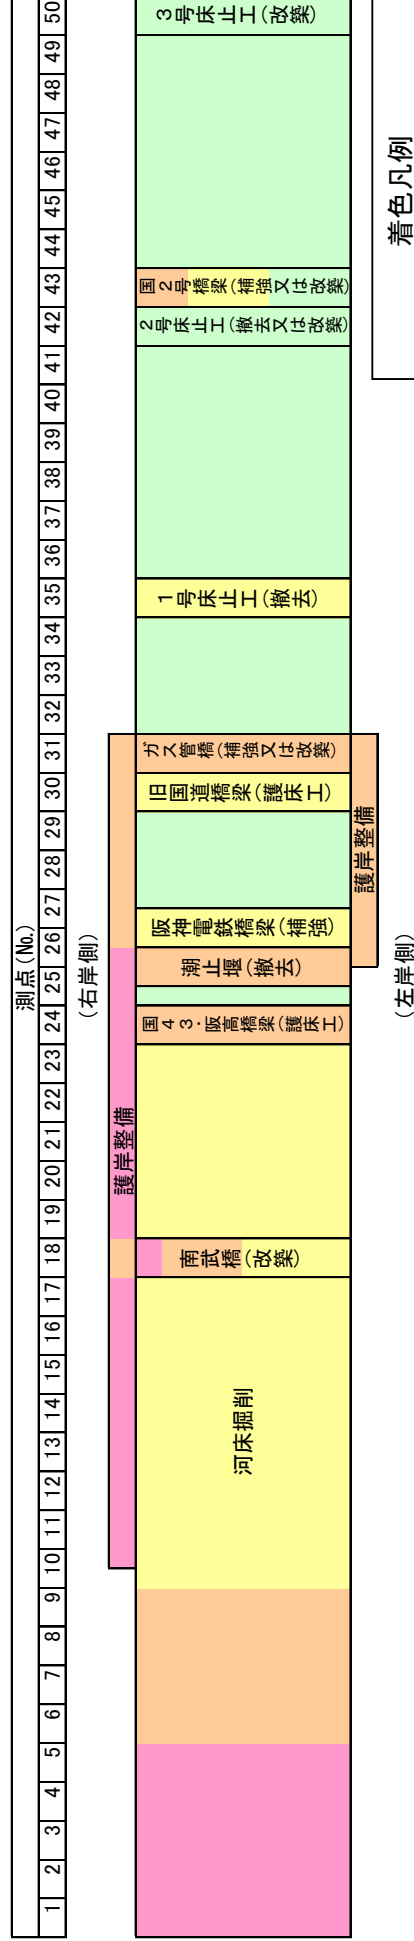 測点(No.)
1 2 3 4 5 6 7 8 9 10 11 12 13 14 15 16 17 18 19 20 21 22 23 24 25 26 27 28 29 30 31 32 33 34 35 36 37 38 39 40 41 42 43 44 45 46 47 48 49 50
(右岸側)
護岸整備
河床掘削
南武橋(改築)
国43・阪高橋梁(護床工)
潮止堰(撤去)
阪神電鉄橋梁(補強)
旧国道橋梁(護床工)
ガス管橋(補強又は改築)
1号床止工(撤去)
2号床止工(撤去又は改築)
国2号橋梁(補強又は改築)
3号床止工(改築)
護岸整備
(左岸側)
着色凡例